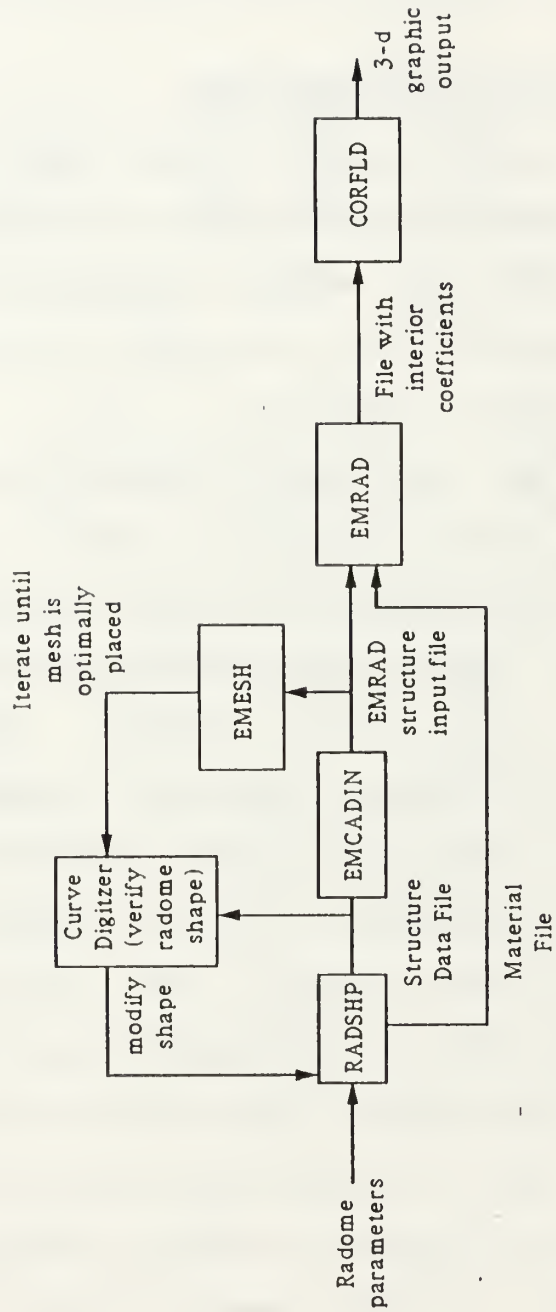 Radome
parameters
RADSHP
modify
shape
Curve
Digitzer
(verify
radome
shape)
Structure
Data File
Material
File
EMCADIN
EMESH
Iterate until
mesh is
optimally
placed
EMRAD
structure
input file
EMRAD
File with
interior
coefficients
CORFLD
3-d
graphic
output